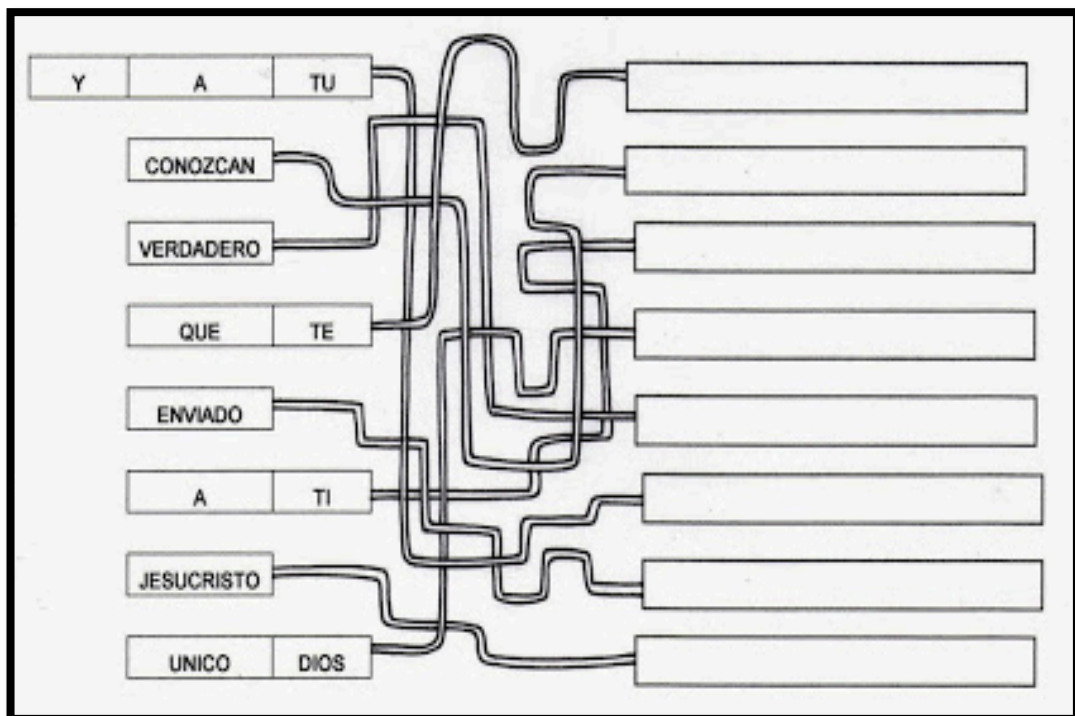 Y A TU
CONOZCAN
VERDADERO
QUE TE
ENVIADO
A TI
JESUCRISTO
UNICO DIOS